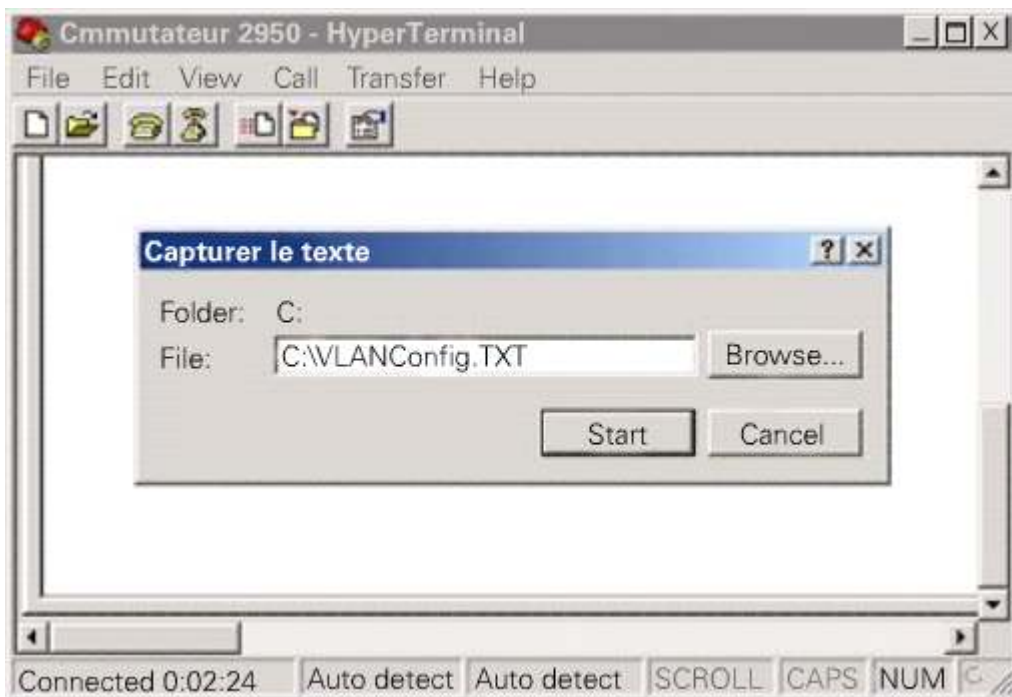 Cmmutateur 2950 - HyperTerminal
File Edit View Call Transfer Help
Capturer le texte
Folder: C:
File: C:\VLANConfig.TXT Browse...
Start Cancel
Connected 0:02:24 Auto detect Auto detect SCROLL CAPS NUM